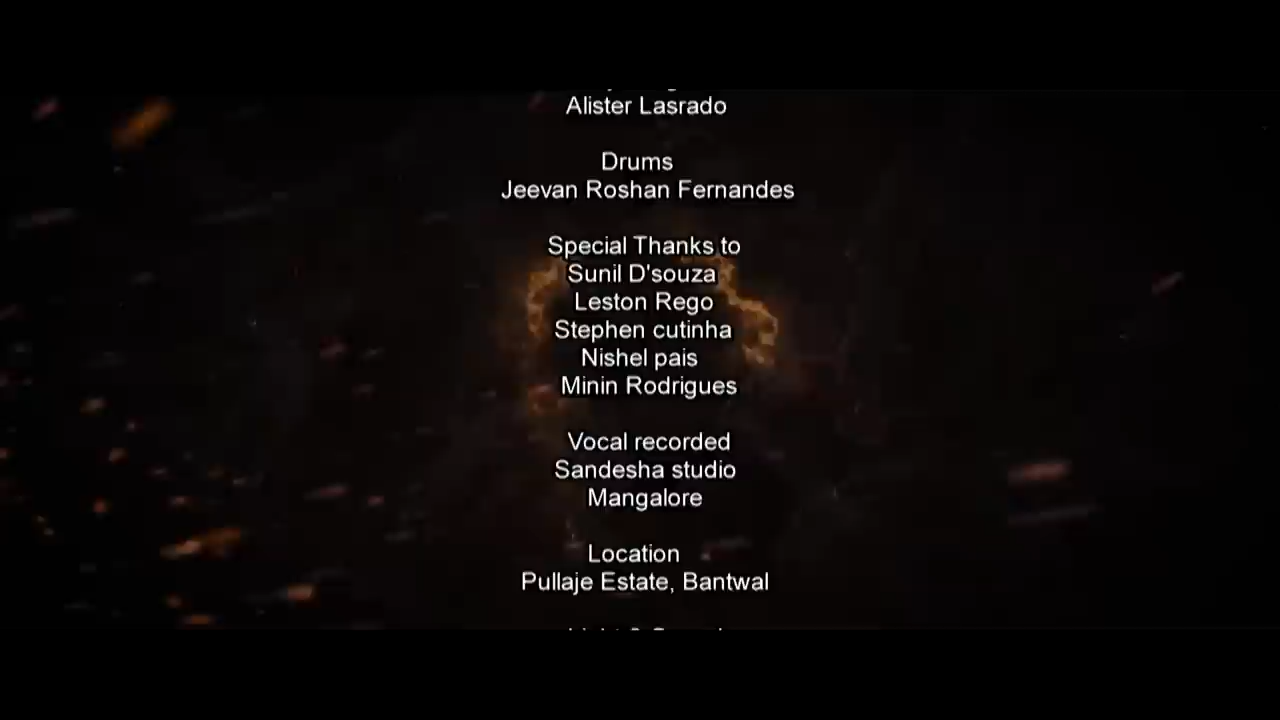 Alister Lasrado
Drums
Jeevan Roshan Fernandes
Special Thanks to
Sunil D'souza
Leston Rego
Stephen cutinha
Nishel pais
Minin Rodrigues
Vocal recorded
Sandesha studio
Mangalore
Location
Pullaje Estate, Bantwal